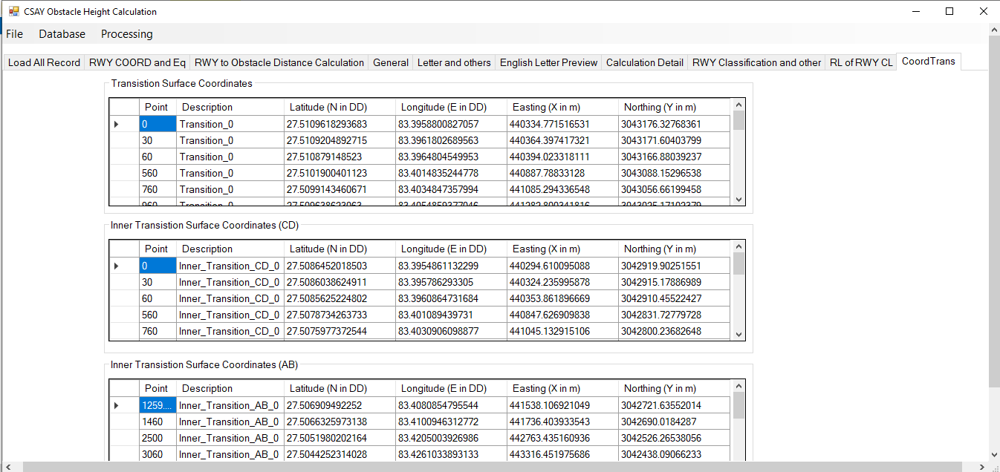 CSAY Obstacle Height Calculation
File Database Processing
Load All Record RWY COORD and Eq RWY to Obstacle Distance Calculation General Letter and others English Letter Preview Calculation Detail RWY Classification and other RL of RWY CL CoordTrans
Transistion Surface Coordinates
Point Description Latitude (N in DD) Longitude (E in DD) Easting (X in m) Northing (Y in m)
0 Transition_0 27.5109618293683 83.3958800827057 440334.771516531 3043176.32768361
30 Transition_0 27.5109204892715 83.3961802689563 440364.397417321 3043171.60403799
60 Transition_0 27.510879148523 83.3964804549953 440394.023318111 3043166.88039237
560 Transition_0 27.5101900401123 83.4014835244778 440887.78833128 3043088.15296538
760 Transition_0 27.5099143460671 83.4034847357994 441085.294336548 3043056.66199458
960 Transition_0 27.509638623063 83.4054859377046 441282.800341816 3043025.17102379
Inner Transistion Surface Coordinates (CD)
Point Description Latitude (N in DD) Longitude (E in DD) Easting (X in m) Northing (Y in m)
0 Inner_Transition_CD_0 27.5086452018503 83.3954861132299 440294.610095088 3042919.90251551
30 Inner_Transition_CD_0 27.5086038624911 83.395786293305 440324.235995878 3042915.17886989
60 Inner_Transition_CD_0 27.5085625224802 83.3960864731684 440353.861896669 3042910.45522427
560 Inner_Transition_CD_0 27.5078734263733 83.401089439731 440847.626909838 3042831.72779728
760 Inner_Transition_CD_0 27.5075977372544 83.4030906098877 441045.132915106 3042800.23682648
Inner Transistion Surface Coordinates (AB)
Point Description Latitude (N in DD) Longitude (E in DD) Easting (X in m) Northing (Y in m)
1259.... Inner_Transition_AB_0 27.506909492252 83.4080854795544 441538.106921049 3042721.63552014
1460 Inner_Transition_AB_0 27.5066325973138 83.4100946312772 441736.403933543 3042690.0184287
2500 Inner_Transition_AB_0 27.5051980202164 83.4205003926986 442763.435160936 3042526.26538056
3060 Inner_Transition_AB_0 27.5044252314028 83.4261033893133 443316.451975686 3042438.09066233